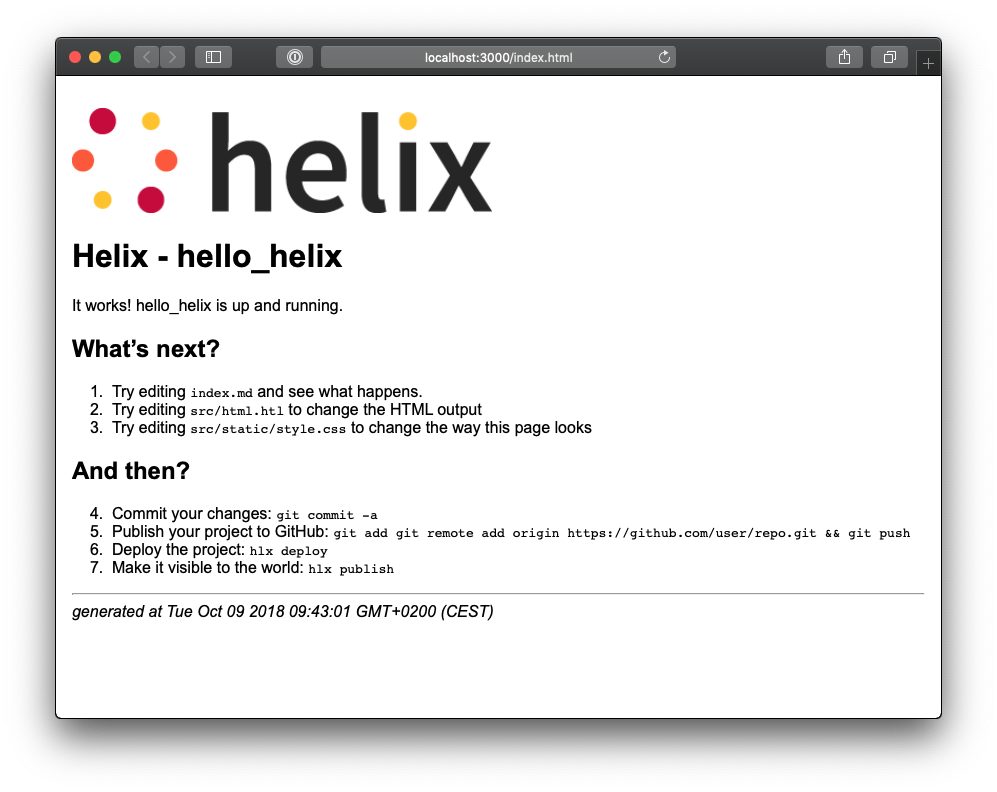 localhost:3000/index.html
helix
Helix - hello_helix
It works! hello_helix is up and running.
What’s next?
1. Try editing index.md and see what happens.
2. Try editing src/html.htl to change the HTML output
3. Try editing src/static/style.css to change the way this page looks
And then?
4. Commit your changes: git commit -a
5. Publish your project to GitHub: git add git remote add origin https://github.com/user/repo.git && git push
6. Deploy the project: hlx deploy
7. Make it visible to the world: hlx publish
generated at Tue Oct 09 2018 09:43:01 GMT+0200 (CEST)